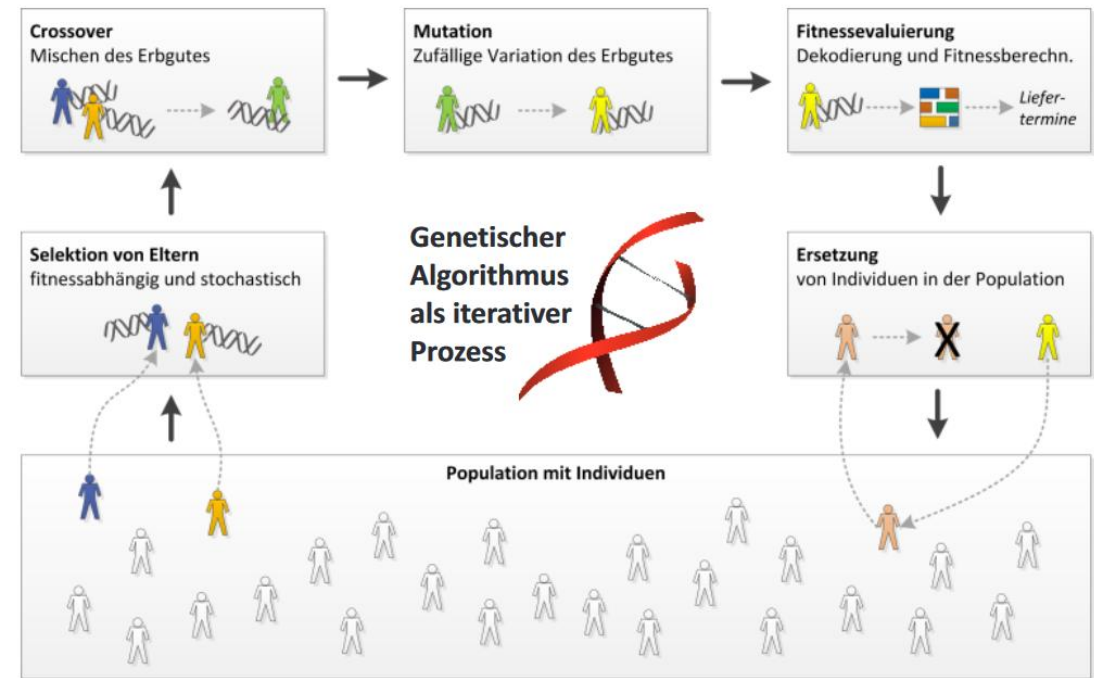 Crossover
Mischen des Erbgutes
Mutation
Zufällige Variation des Erbgutes
Fitnessevaluierung
Dekodierung und Fitnessberechn.
Liefer-
termine
Selektion von Eltern
fitnessabhängig und stochastisch
Genetischer
Algorithmus
als iterativer
Prozess
Ersetzung
von Individuen in der Population
X
Population mit Individuen